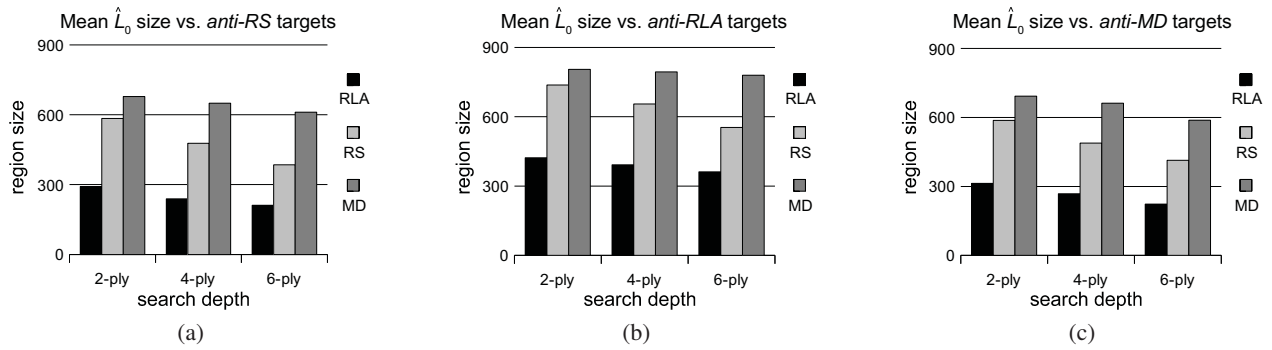 Mean L̂₀ size vs. anti-RS targets
900
600
300
0
region size
2-ply 4-ply 6-ply
search depth
RLA
RS
MD
(a)
Mean L̂₀ size vs. anti-RLA targets
900
600
300
0
region size
2-ply 4-ply 6-ply
search depth
RLA
RS
MD
(b)
Mean L̂₀ size vs. anti-MD targets
900
600
300
0
region size
2-ply 4-ply 6-ply
search depth
RLA
RS
MD
(c)